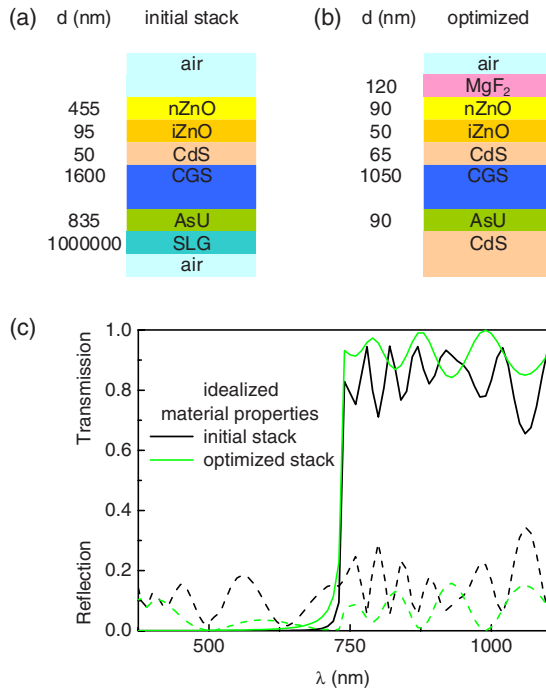 (a) d (nm) initial stack
air
455 nZnO
95 iZnO
50 CdS
1600 CGS
835 AsU
1000000 SLG
air
(b) d (nm) optimized
air
120 MgF₂
90 nZnO
50 iZnO
65 CdS
1050 CGS
90 AsU
CdS
(c)
Transmission
Reflection
1.0
0.8
0.6
0.4
0.2
0.0
idealized
material properties
initial stack
optimized stack
500 750 1000
λ (nm)